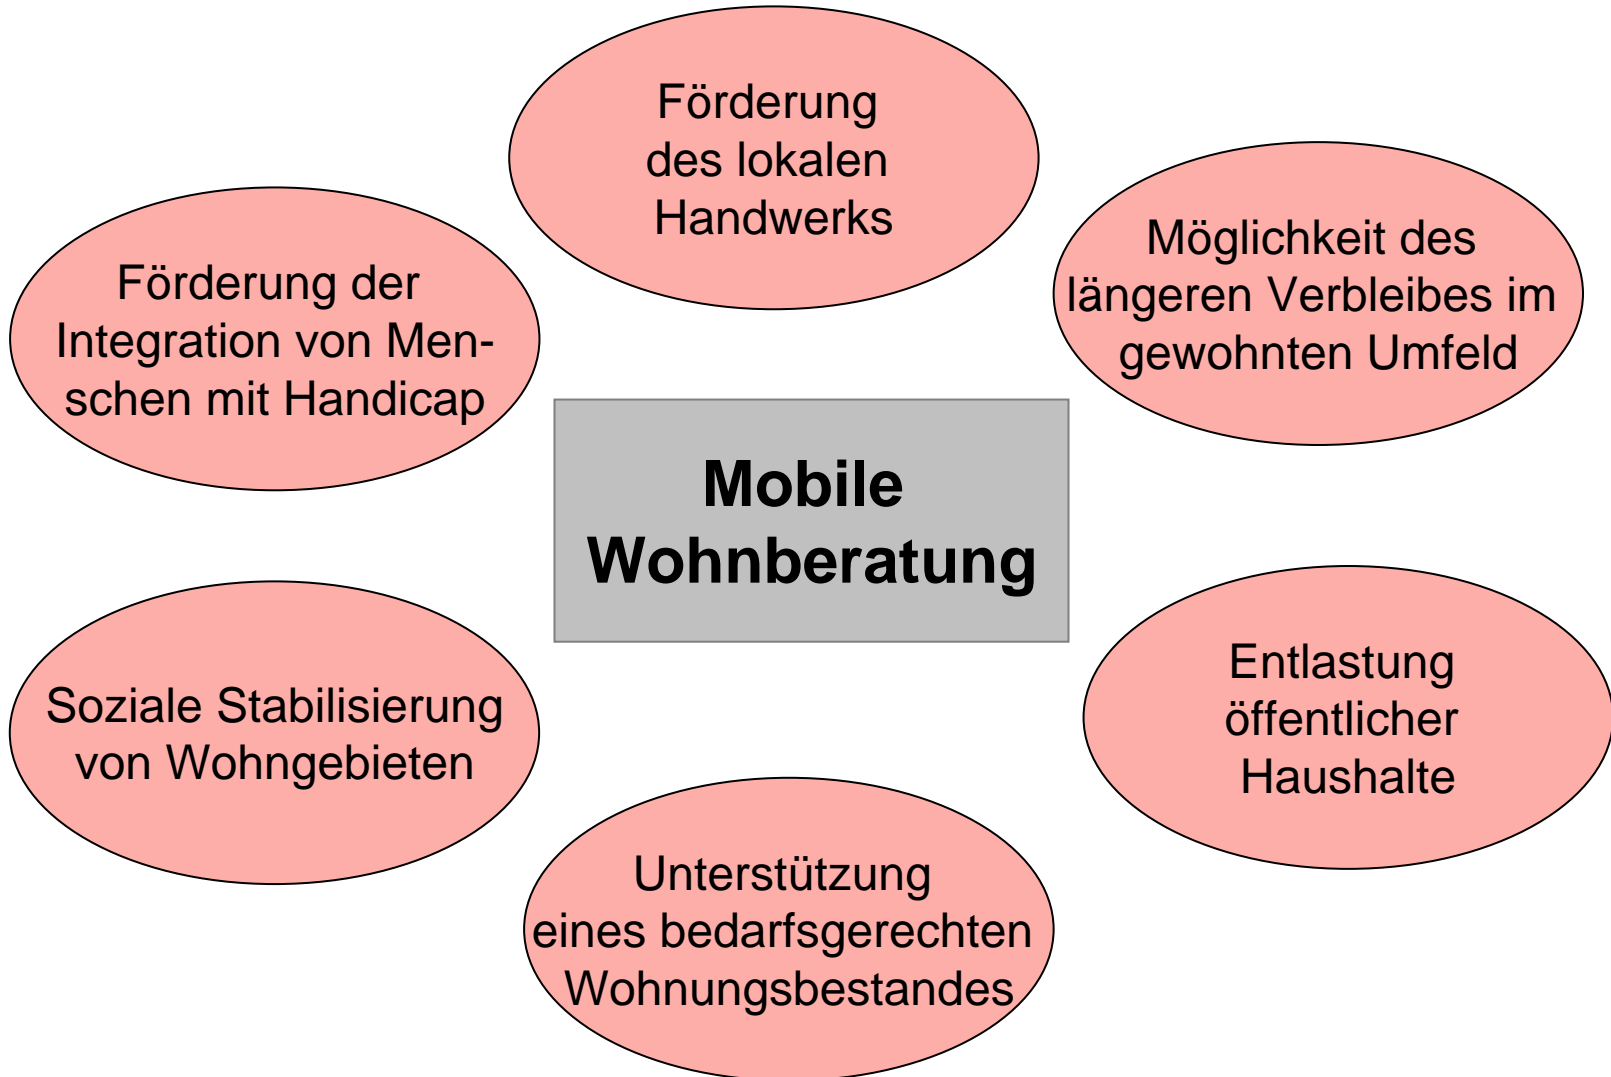 Förderung
des lokalen
Handwerks
Möglichkeit des
längeren Verbleibes im
gewohnten Umfeld
Förderung der
Integration von Men-
schen mit Handicap
Mobile
Wohnberatung
Entlastung
öffentlicher
Haushalte
Soziale Stabilisierung
von Wohngebieten
Unterstützung
eines bedarfsgerechten
Wohnungsbestandes